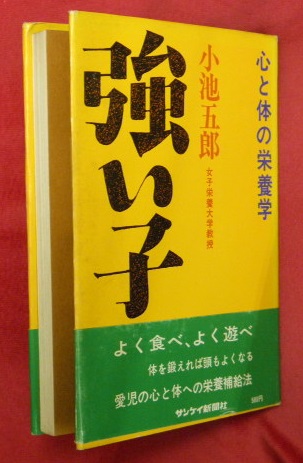 心と体の栄養学
小池五郎
女子栄養大学教授
強い子
よく食べ、よく遊べ
体を鍛えれば頭もよくなる
愛児の心と体への栄養補給法
サンケイ新聞社